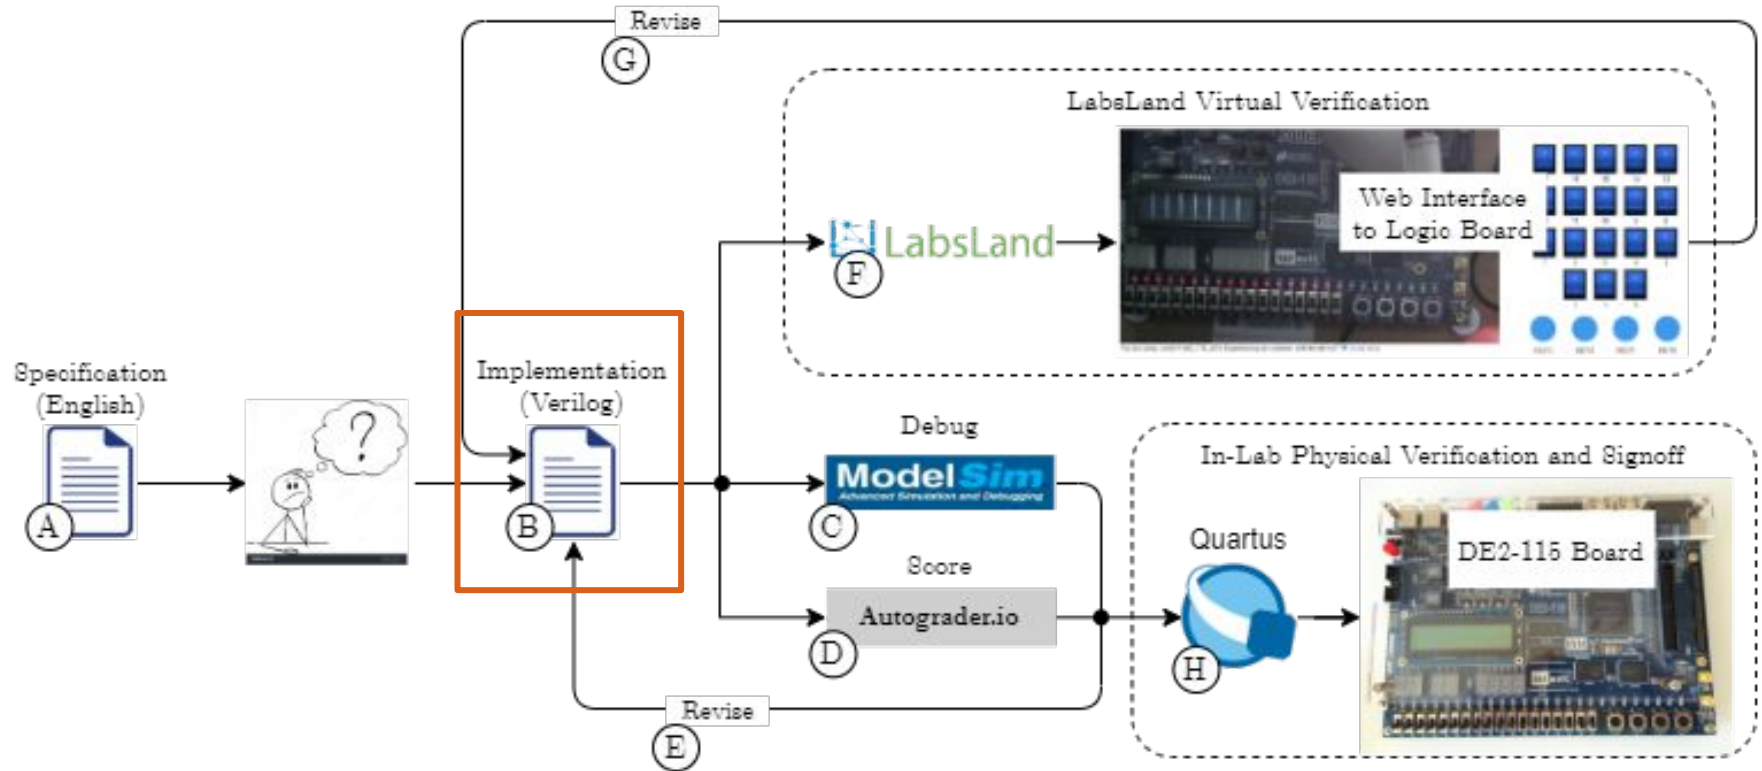 Revise
G
LabsLand Virtual Verification
Web Interface
to Logic Board
LabsLand
F
Specification
(English)
A
Implementation
(Verilog)
B
Debug
ModelSim
Advanced Simulation and Debugging
C
Score
Autograder.io
D
Revise
E
In-Lab Physical Verification and Signoff
Quartus
H
DE2-115 Board